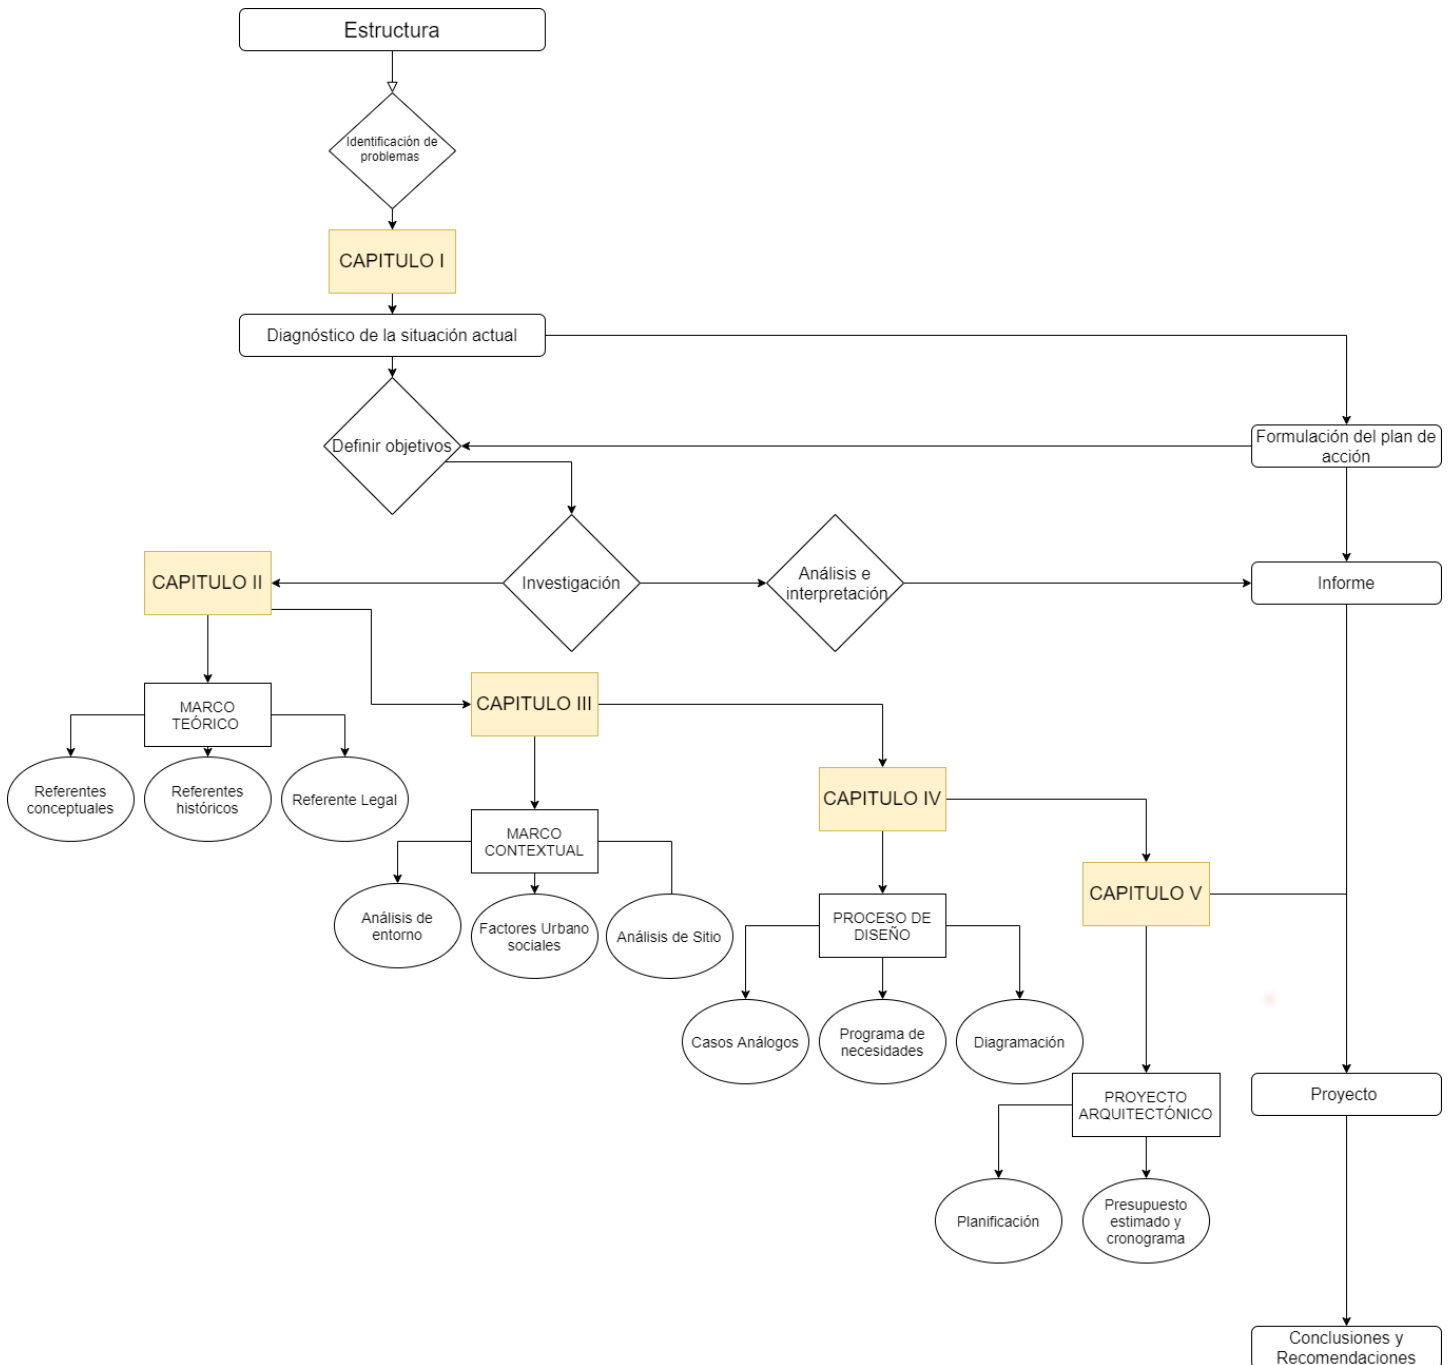 Estructura
Identificación de
problemas
CAPITULO I
Diagnóstico de la situación actual
Definir objetivos
Formulación del plan de
acción
CAPITULO II
Investigación
Análisis e
interpretación
Informe
MARCO
TEÓRICO
CAPITULO III
Referentes
conceptuales
Referentes
históricos
Referente Legal
CAPITULO IV
MARCO
CONTEXTUAL
CAPITULO V
Análisis de
entorno
Factores Urbano
sociales
Análisis de Sitio
PROCESO DE
DISEÑO
Casos Análogos
Programa de
necesidades
Diagramación
PROYECTO
ARQUITECTÓNICO
Proyecto
Planificación
Presupuesto
estimado y
cronograma
Conclusiones y
Recomendaciones